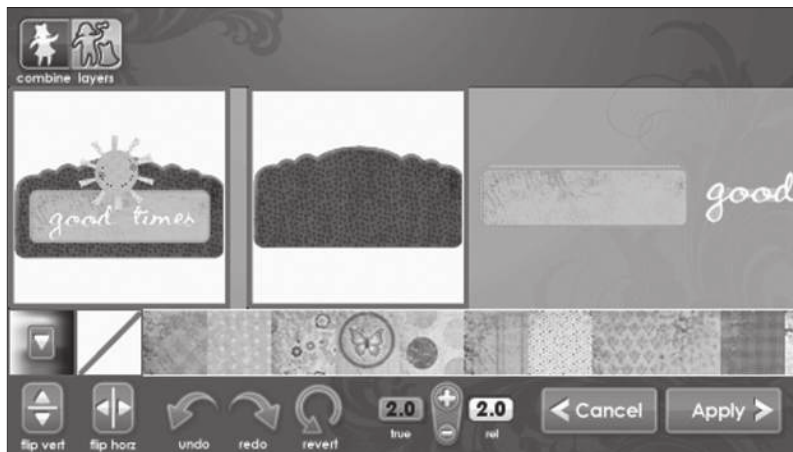 combine layers
good times
good
flip vert flip horz undo redo revert 2.0 true 2.0 rel Cancel Apply